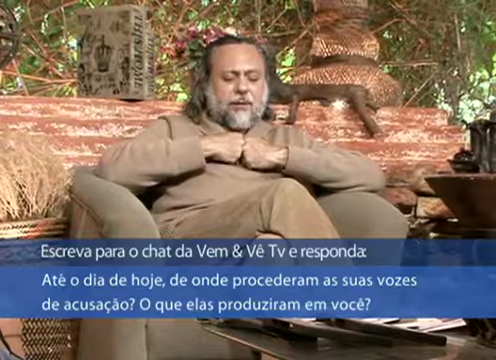 Escreva para o chat da Vem & Vê Tv e responda:
Atè o dia de hoje, de onde procederam as suas vozes
de acusação? O que elas produziram em você?